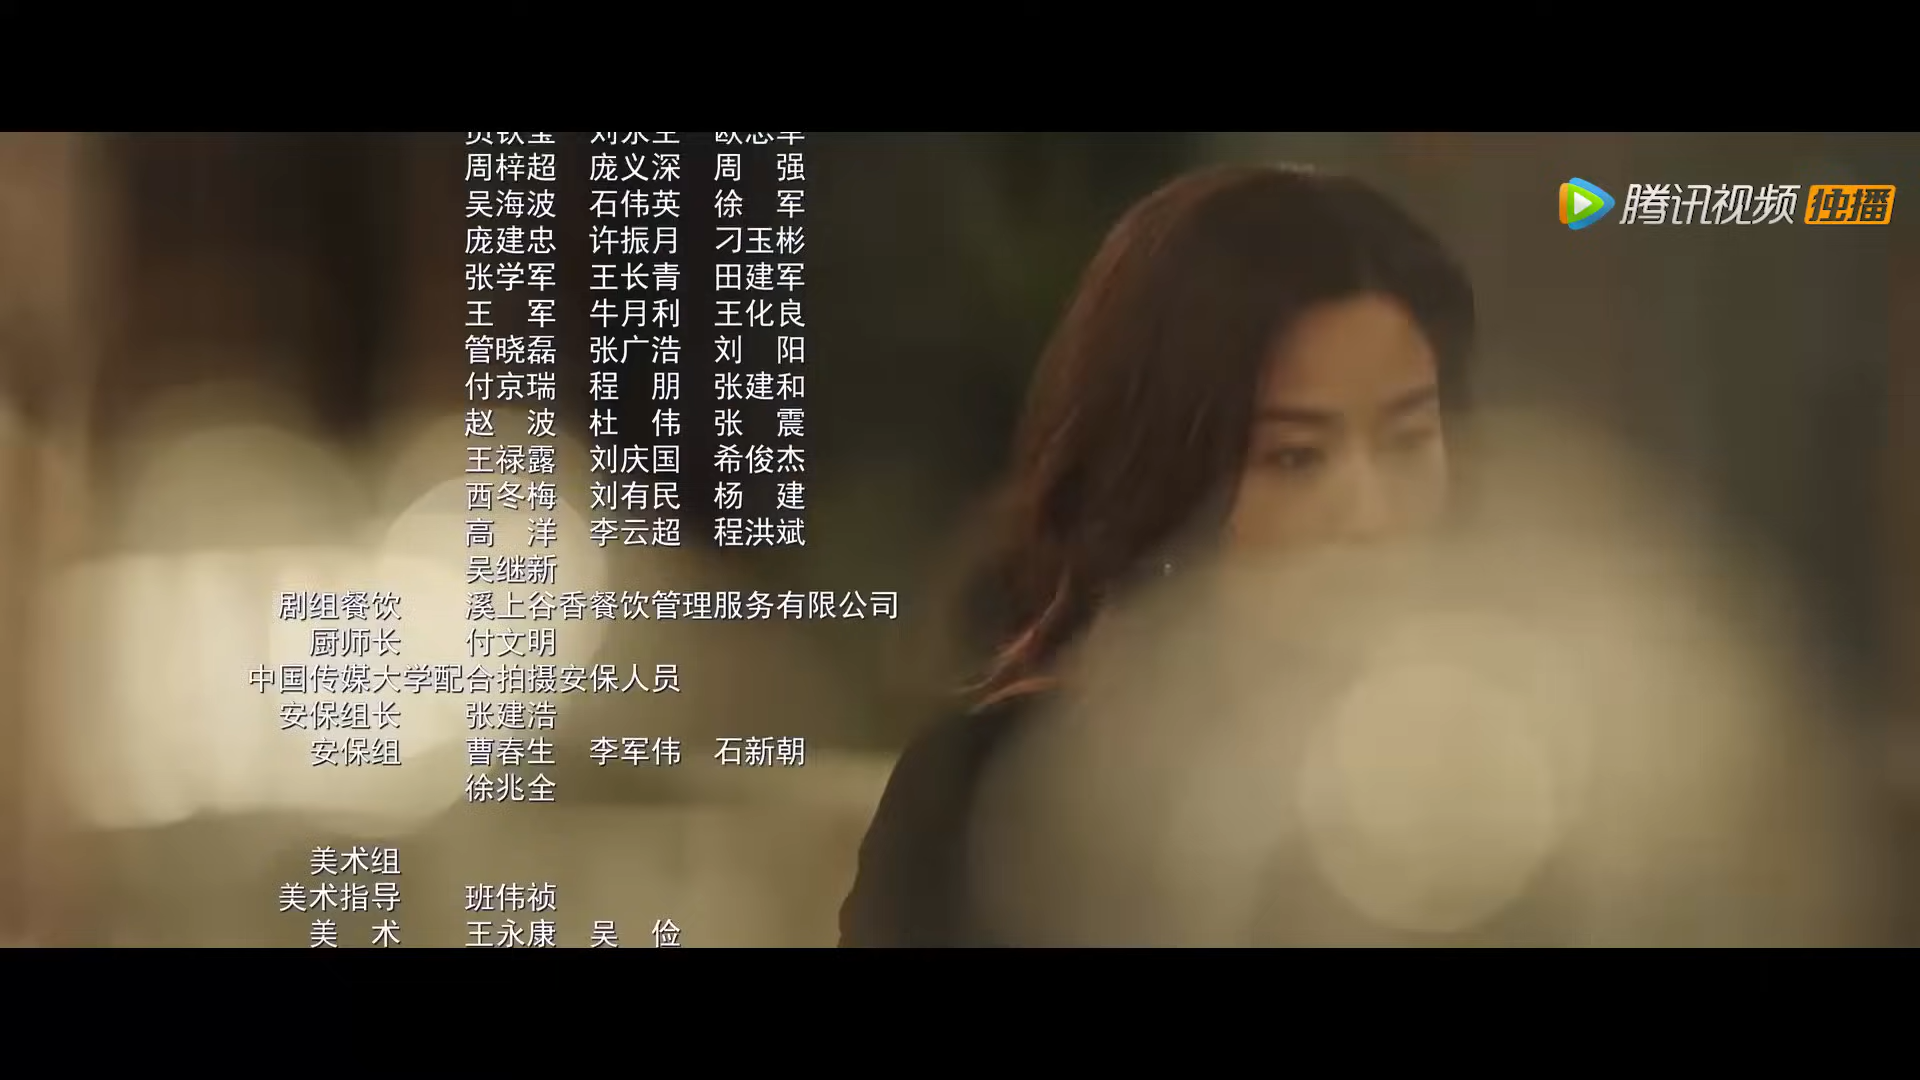 周梓超 庞义深 周 强
吴海波 石伟英 徐 军
庞建忠 许振月 刁玉彬
张学军 王长青 田建军
王 军 牛月利 王化良
管晓磊 张广浩 刘 阳
付京瑞 程 朋 张建和
赵 波 杜 伟 张 震
王禄露 刘庆国 希俊杰
西冬梅 刘有民 杨 建
高 洋 李云超 程洪斌
吴继新
剧组餐饮 溪上谷香餐饮管理服务有限公司
厨师长 付文明
中国传媒大学配合拍摄安保人员
安保组长 张建浩
安保组 曹春生 李军伟 石新朝
徐兆全
美术组
美术指导 班伟祯
美 术 王永康 吴 俭
腾讯视频 独播